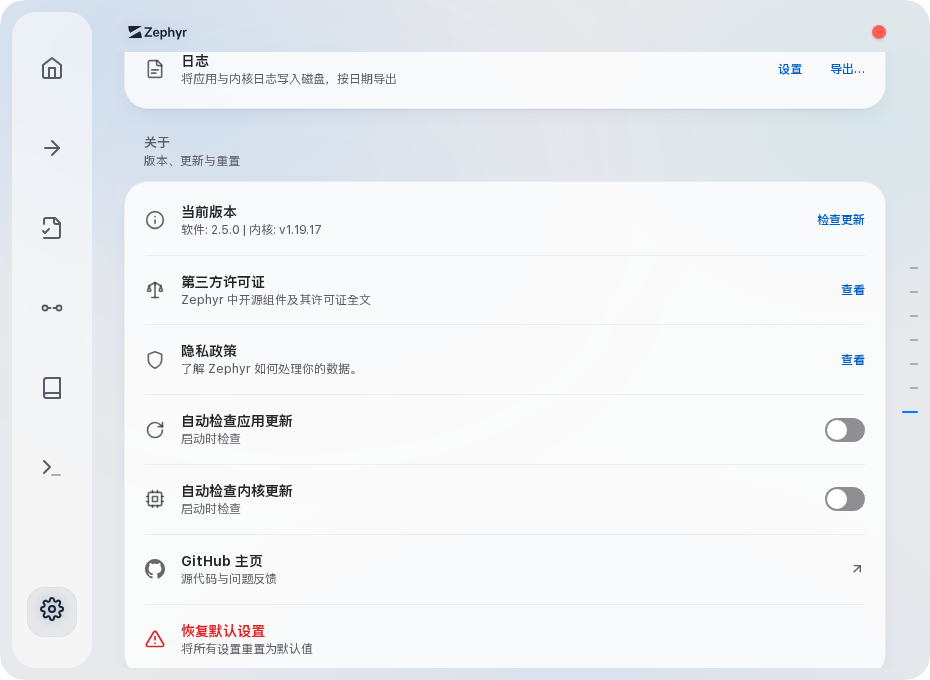 Zephyr
日志
将应用与内核日志写入磁盘，按日期导出
设置
导出...
关于
版本、更新与重置
当前版本
软件: 2.5.0 | 内核: v1.19.17
检查更新
第三方许可证
Zephyr 中开源组件及其许可证全文
查看
隐私政策
了解 Zephyr 如何处理你的数据。
查看
自动检查应用更新
启动时检查
自动检查内核更新
启动时检查
GitHub 主页
源代码与问题反馈
恢复默认设置
将所有设置重置为默认值